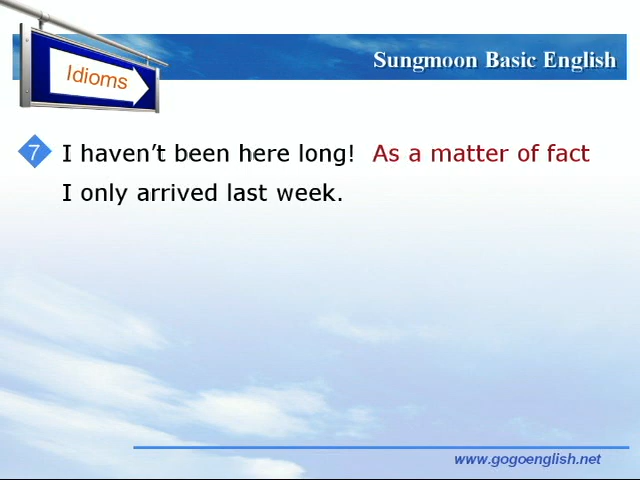 Sungmoon Basic English
Idioms
7 I haven't been here long! As a matter of fact
I only arrived last week.
www.gogoenglish.net